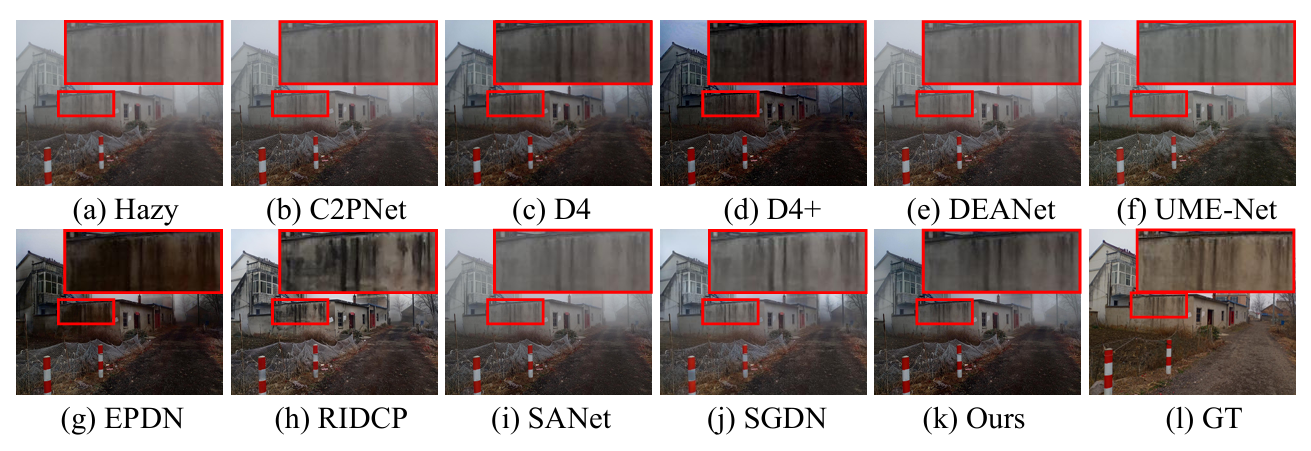 (a) Hazy (b) C2PNet (c) D4 (d) D4+ (e) DEANet (f) UME-Net
(g) EPDN (h) RIDCP (i) SANet (j) SGDN (k) Ours (l) GT